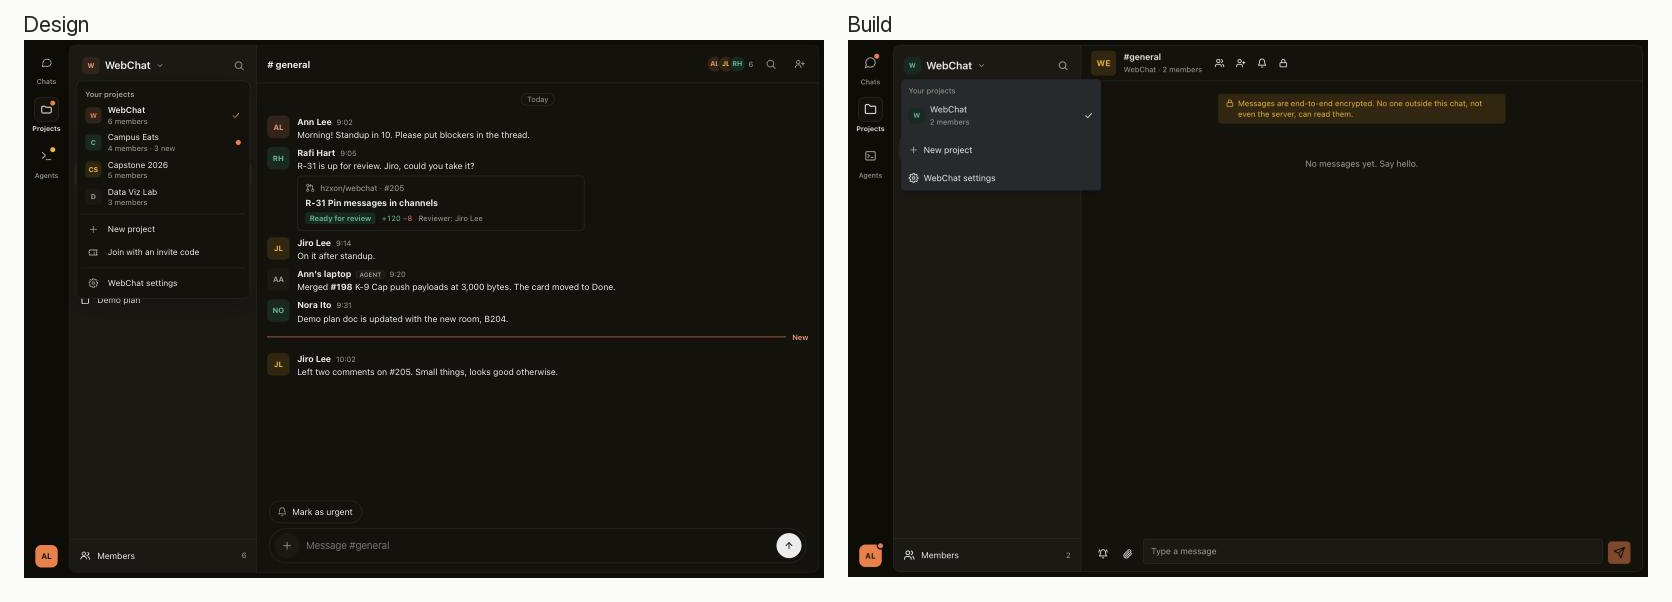 Design
Chats
Projects
Agents
AL
W WebChat
Your projects
W WebChat
6 members
C Campus Eats
4 members · 3 new
CS Capstone 2026
5 members
D Data Viz Lab
3 members
New project
Join with an invite code
WebChat settings
Demo plan
Members 6
# general
AL JL RH 6
Today
AL Ann Lee 9:02
Morning! Standup in 10. Please put blockers in the thread.
RH Rafi Hart 9:05
R-31 is up for review. Jiro, could you take it?
hzxon/webchat · #205
R-31 Pin messages in channels
Ready for review +120 −8 Reviewer: Jiro Lee
JL Jiro Lee 9:14
On it after standup.
AA Ann's laptop AGENT 9:20
Merged #198 K-9 Cap push payloads at 3,000 bytes. The card moved to Done.
NO Nora Ito 9:31
Demo plan doc is updated with the new room, B204.
New
JL Jiro Lee 10:02
Left two comments on #205. Small things, looks good otherwise.
Mark as urgent
Message #general
Build
Chats
Projects
Agents
AL
W WebChat
Your projects
W WebChat
2 members
New project
WebChat settings
Members 2
WE #general
WebChat · 2 members
Messages are end-to-end encrypted. No one outside this chat, not
even the server, can read them.
No messages yet. Say hello.
Type a message